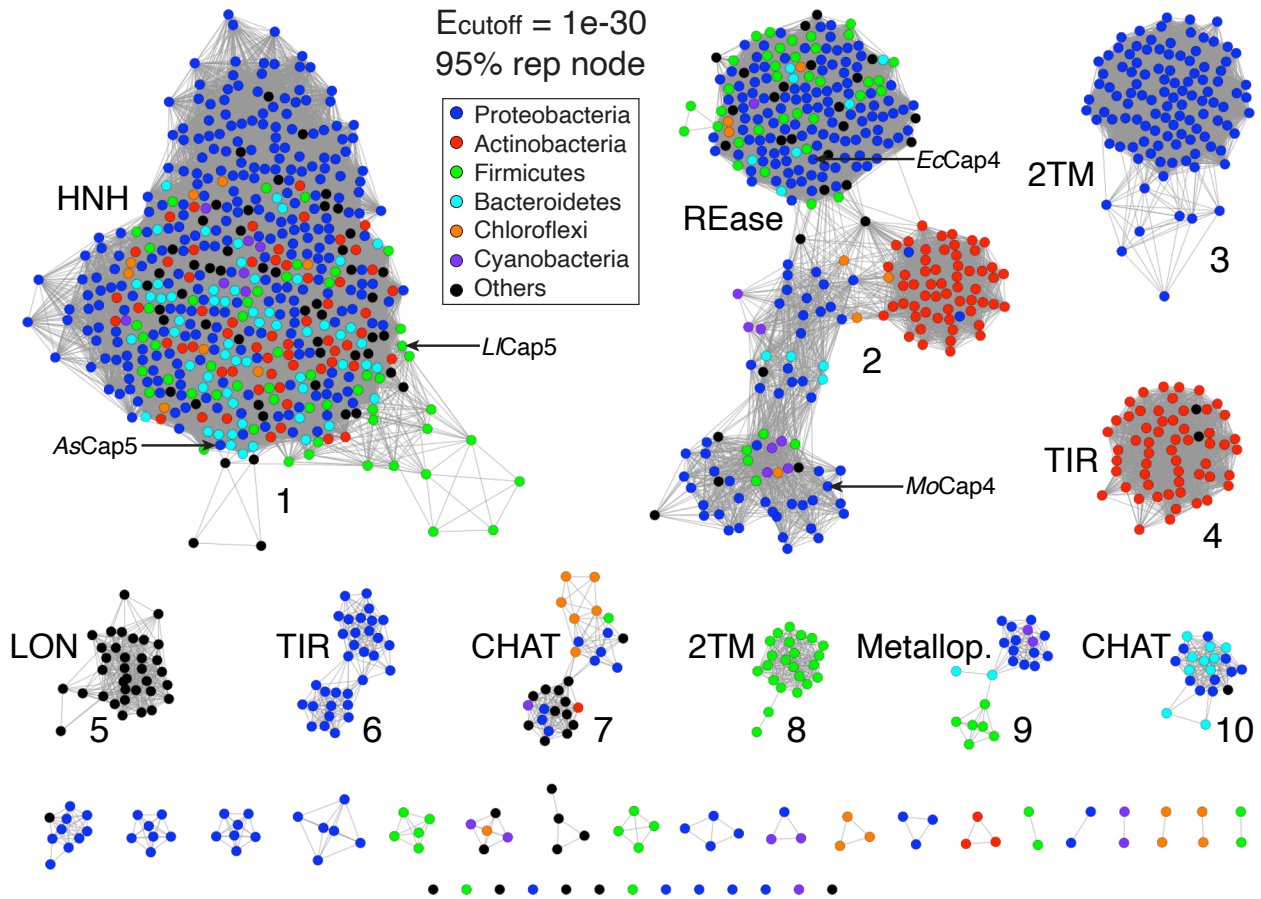 Ecutoff = 1e-30
95% rep node
Proteobacteria
Actinobacteria
Firmicutes
Bacteroidetes
Chloroflexi
Cyanobacteria
Others
HNH
LlCap5
AsCap5
1
REase
EcCap4
2
MoCap4
2TM
3
TIR
4
LON
5
TIR
6
CHAT
7
2TM
8
Metallop.
9
CHAT
10